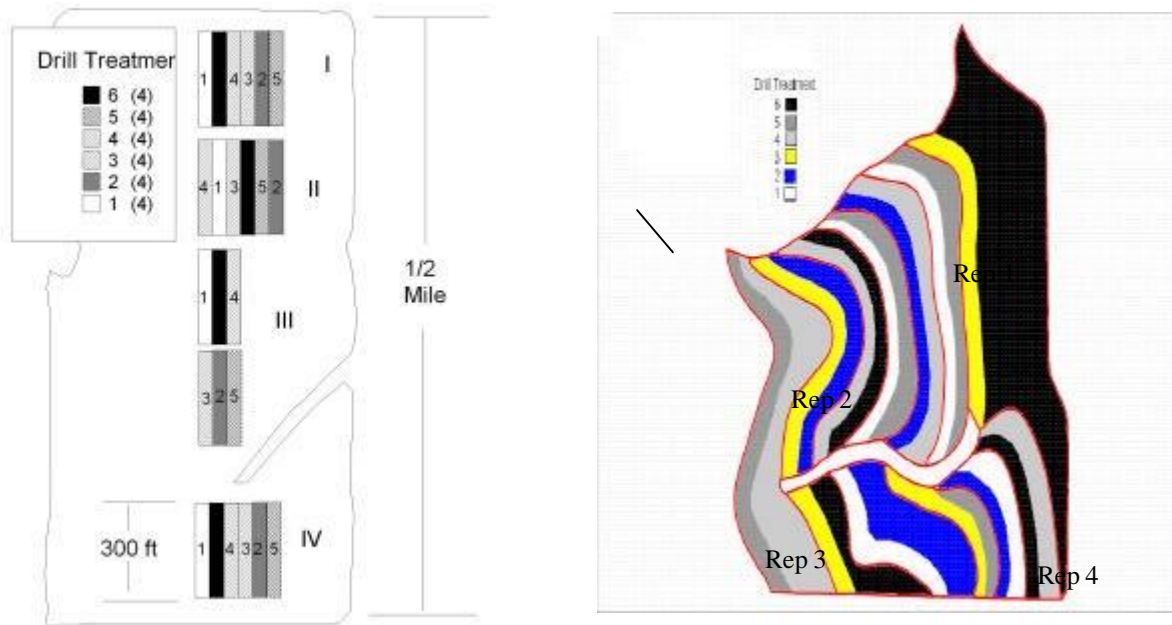 Drill Treatmer
6 (4)
5 (4)
4 (4)
3 (4)
2 (4)
1 (4)
1 4 3 2 5
I
4 1 3 5 2
II
1 4
III
3 2 5
1 4 3 2 5
IV
300 ft
1/2
Mile
Drill Treatment
6
5
4
3
2
1
Rep 1
Rep 2
Rep 3
Rep 4